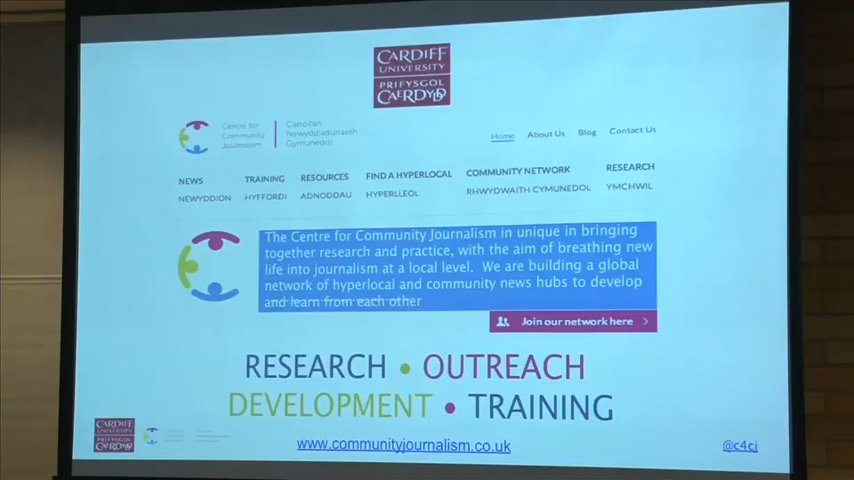 CARDIFF
UNIVERSITY
PRIFYSGOL
CAERDYDD
Centre for
Community
Journalism
Canolfan
Newyddiaduriaeth
Gymunedol
Home About Us Blog Contact Us
NEWS TRAINING RESOURCES FIND A HYPERLOCAL COMMUNITY NETWORK RESEARCH
NEWYDDION HYFFORDI ADNODDAU HYPERLLEOL RHWYDWAITH CYMUNEDOL YMCHWIL
The Centre for Community Journalism in unique in bringing
together research and practice, with the aim of breathing new
life into journalism at a local level. We are building a global
network of hyperlocal and community news hubs to develop
and learn from each other
Join our network here
RESEARCH • OUTREACH
DEVELOPMENT • TRAINING
CARDIFF
UNIVERSITY
PRIFYSGOL
CAERDYDD
www.communityjournalism.co.uk
@c4cj